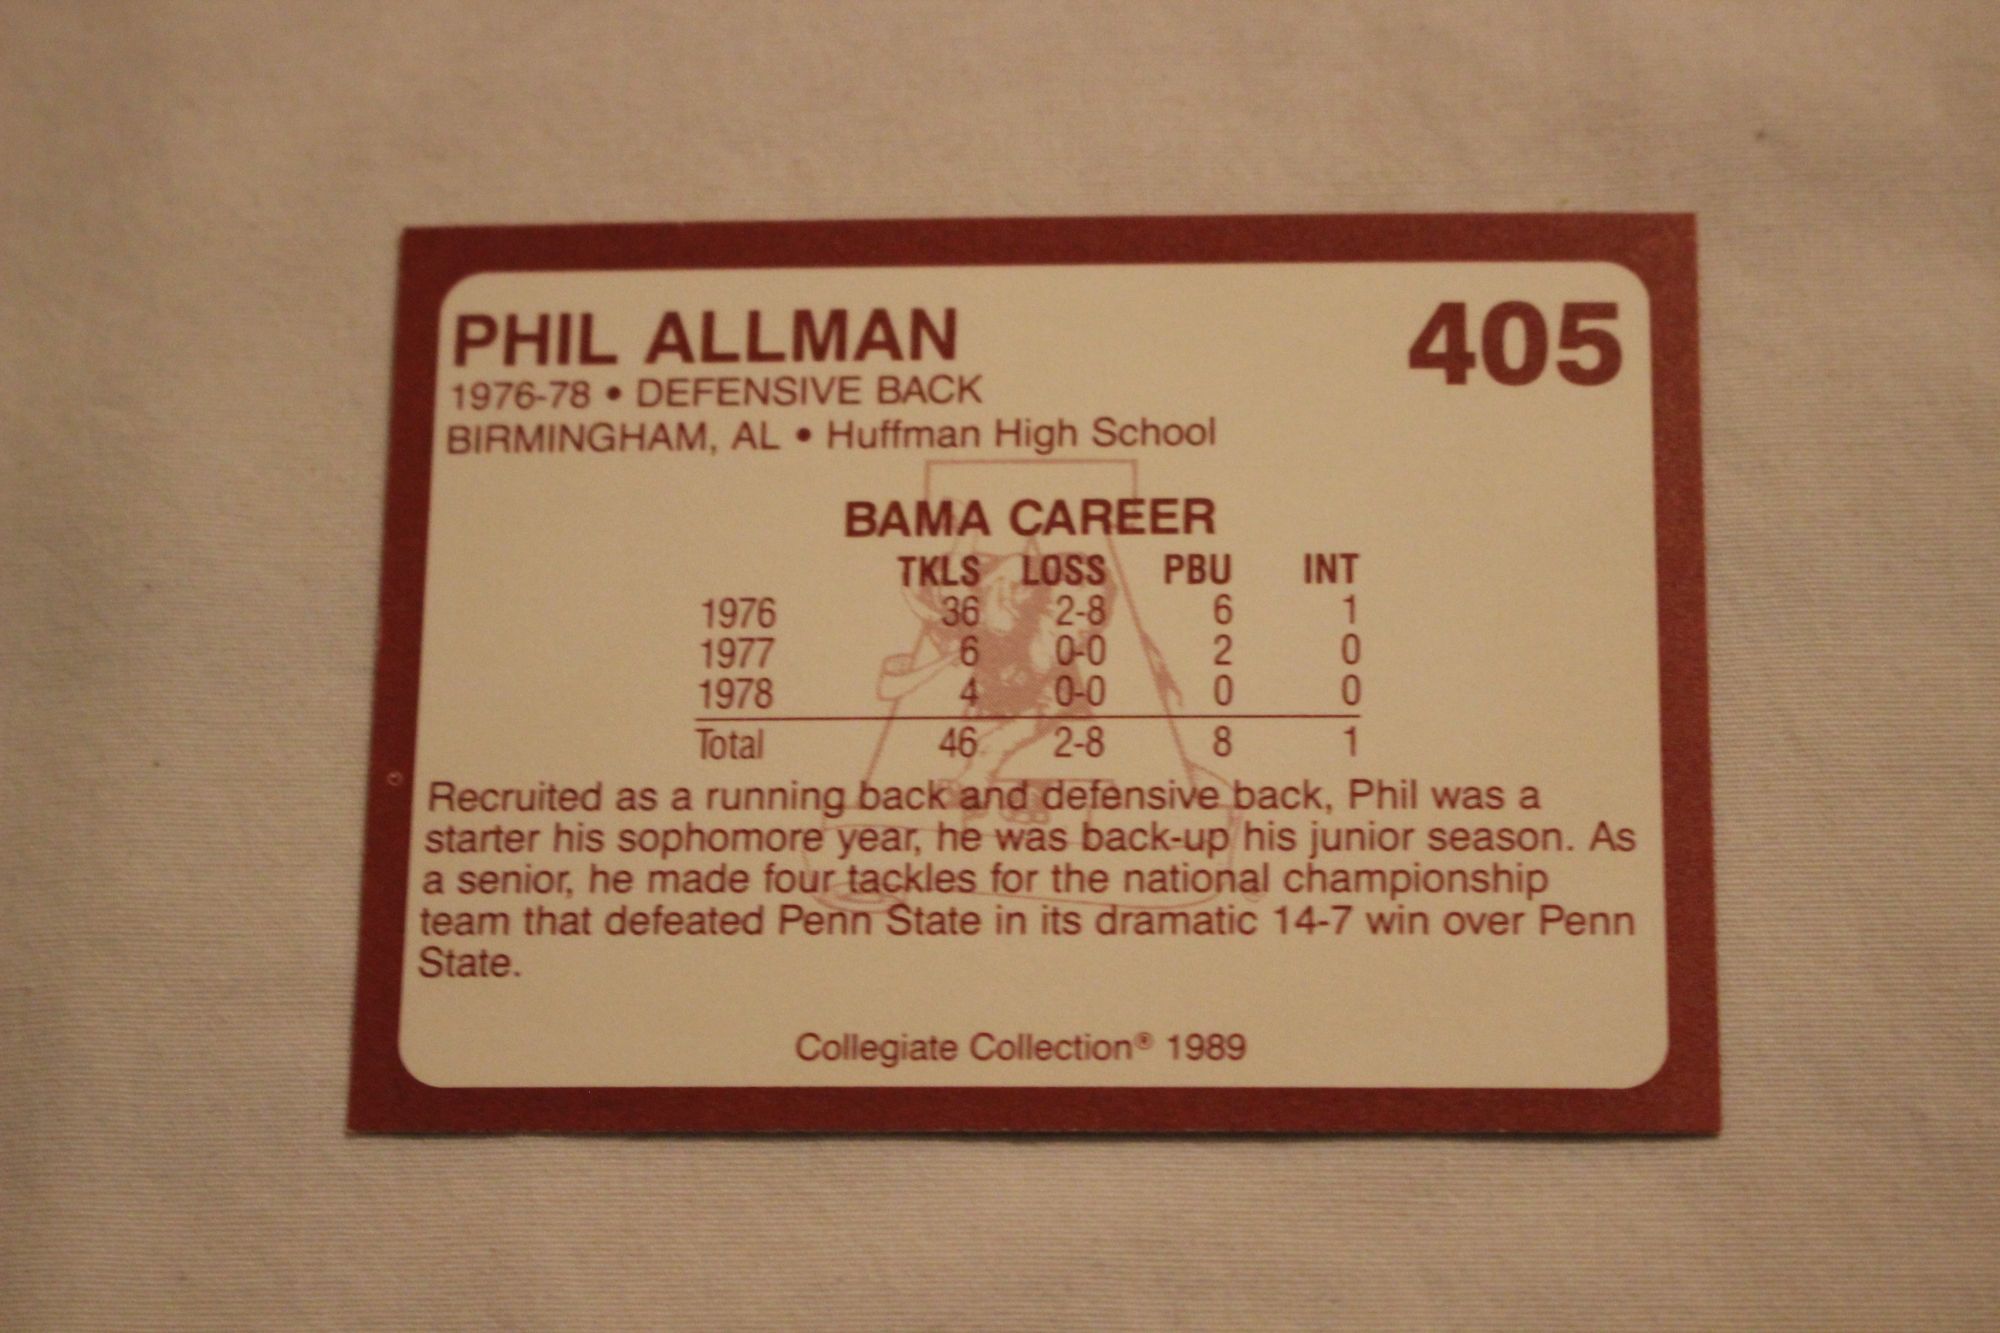 PHIL ALLMAN 405
1976-78 • DEFENSIVE BACK
BIRMINGHAM, AL • Huffman High School
BAMA CAREER
TKLS LOSS PBU INT
1976 36 2-8 6 1
1977 6 0-0 2 0
1978 4 0-0 0 0
Total 46 2-8 8 1
Recruited as a running back and defensive back, Phil was a
starter his sophomore year, he was back-up his junior season. As
a senior, he made four tackles for the national championship
team that defeated Penn State in its dramatic 14-7 win over Penn
State.
Collegiate Collection® 1989